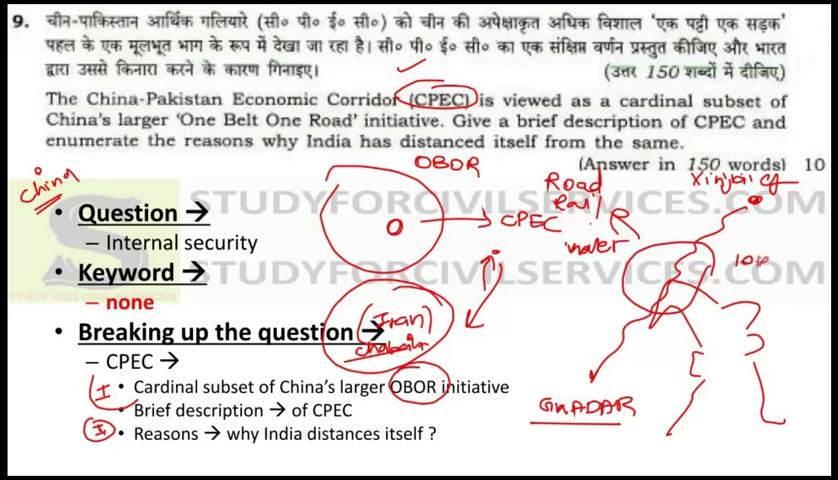 9. चीन-पाकिस्तान आर्थिक गलियारे (सी० पी० ई० सी०) को चीन की अपेक्षाकृत अधिक विशाल 'एक पट्टी एक सड़क'
पहल के एक मूलभूत भाग के रूप में देखा जा रहा है। सी० पी० ई० सी० का एक संक्षिप्त वर्णन प्रस्तुत कीजिए और भारत
द्वारा उससे किनारा करने के कारण गिनाइए।
(उत्तर 150 शब्दों में दीजिए)
The China-Pakistan Economic Corridor (CPEC) is viewed as a cardinal subset of
China's larger 'One Belt One Road' initiative. Give a brief description of CPEC and
enumerate the reasons why India has distanced itself from the same.
(Answer in 150 words) 10
OBOR
China
Road
Rail
Xinjiang
STUDYFORCIVILSERVICES.COM
• Question →
CPEC
– Internal security
water
• Keyword →
STUDYFORCIVILSERVICES.COM
– none
(Iran)
• Breaking up the question →
Chabahar
– CPEC →
I • Cardinal subset of China's larger OBOR initiative
GWADAR
• Brief description → of CPEC
• Reasons → why India distances itself ?